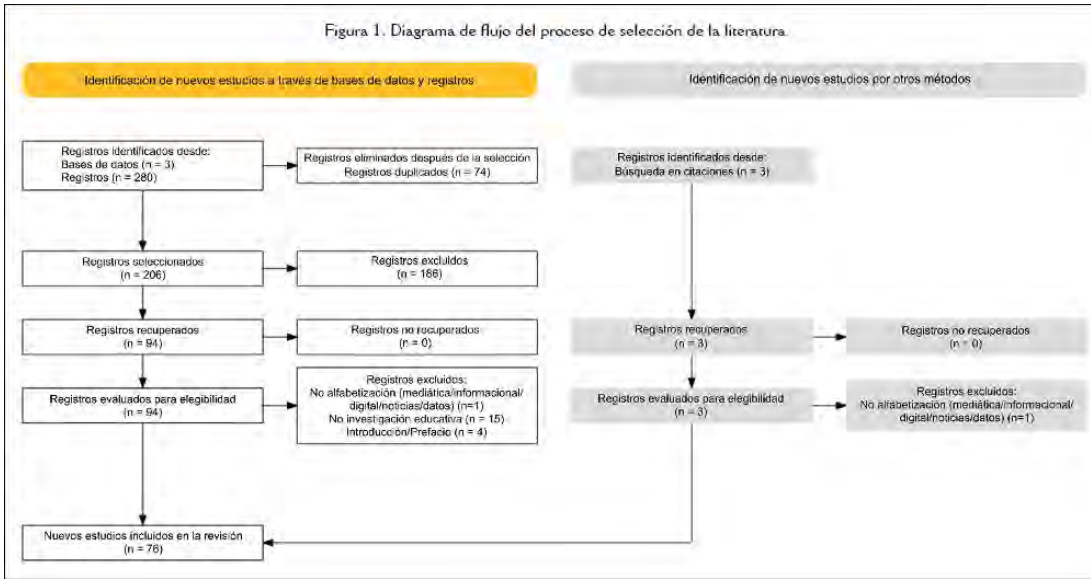 Figura 1. Diagrama de flujo del proceso de selección de la literatura
Identificación de nuevos estudios a través de bases de datos y registros
Identificación de nuevos estudios por otros métodos
Registros identificados desde:
Bases de datos (n = 3)
Registros (n = 280)
Registros eliminados después de la selección
Registros duplicados (n = 74)
Registros identificados desde:
Búsqueda en citaciones (n = 3)
Registros seleccionados
(n = 206)
Registros excluidos
(n = 186)
Registros recuperados
(n = 94)
Registros no recuperados
(n = 0)
Registros recuperados
(n = 3)
Registros no recuperados
(n = 0)
Registros evaluados para elegibilidad
(n = 94)
Registros excluidos:
No alfabetización (mediática/informacional/
digital/noticias/datos) (n=1)
No investigación educativa (n = 15)
Introducción/Prefacio (n = 4)
Registros evaluados para elegibilidad
(n = 3)
Registros excluidos:
No alfabetización (mediática/informacional/
digital/noticias/datos) (n=1)
Nuevos estudios incluidos en la revisión
(n = 76)